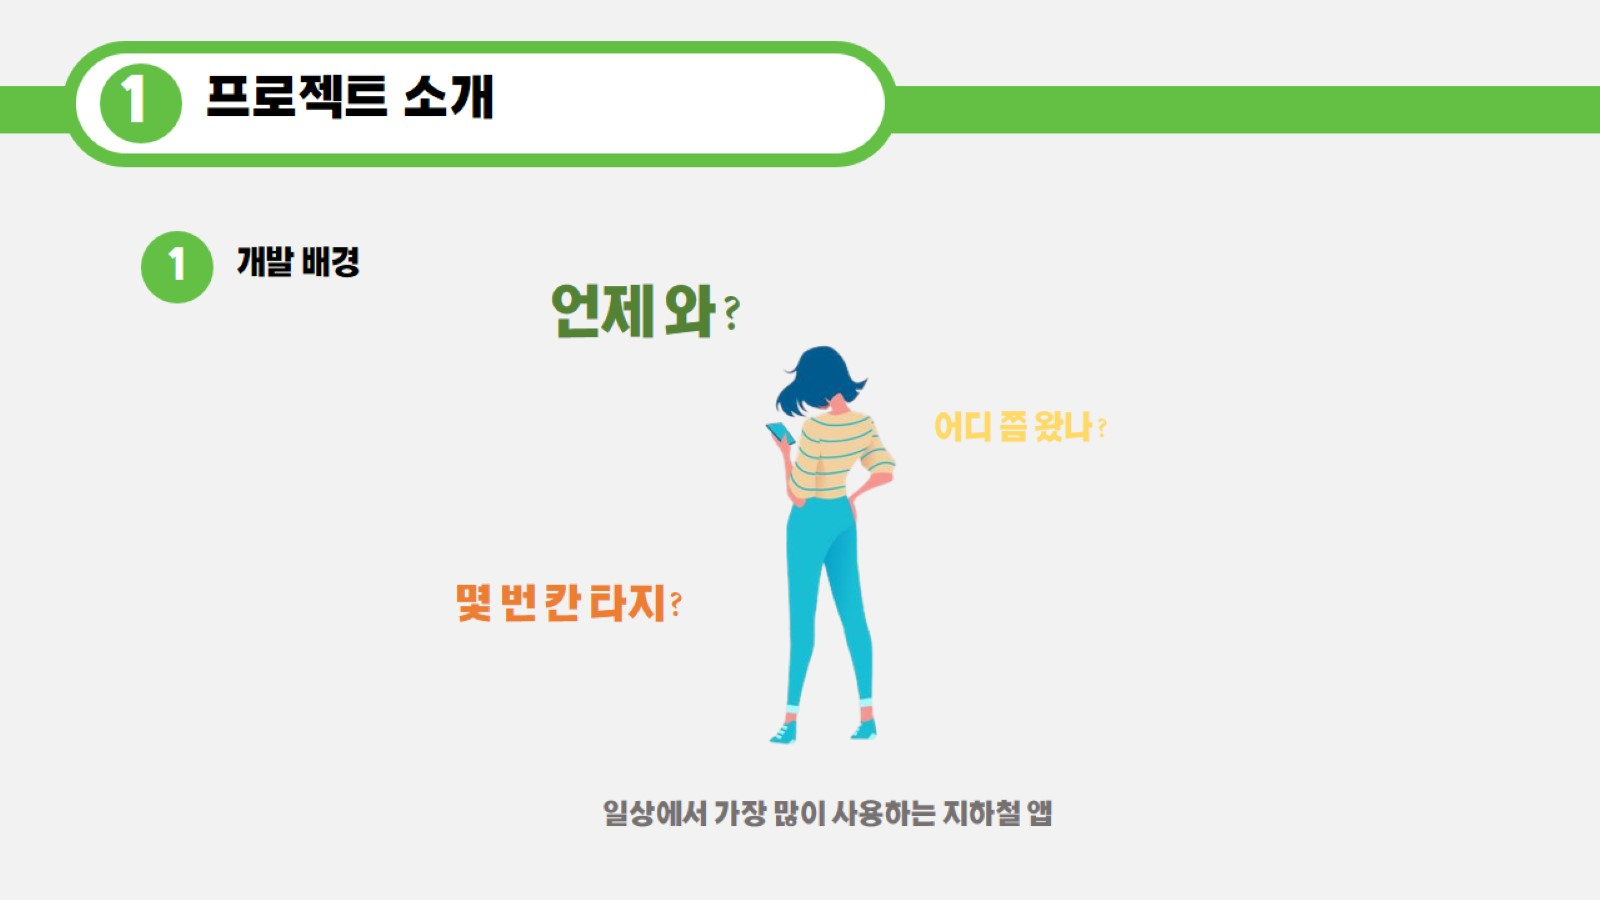 1 프로젝트 소개
1 개발 배경
언제 와?
어디 쯤 왔나?
몇 번 칸 타지?
일상에서 가장 많이 사용하는 지하철 앱